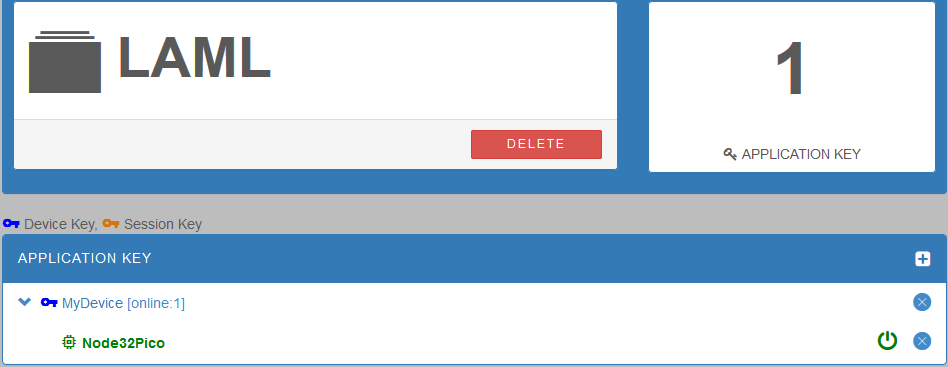 LAML
DELETE
1
APPLICATION KEY
Device Key, Session Key
APPLICATION KEY
MyDevice [online:1]
Node32Pico